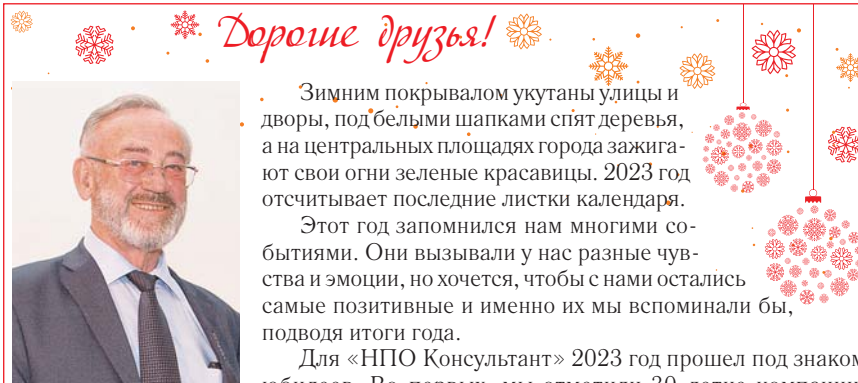 Дорогие друзья!
Зимним покрывалом укутаны улицы и
дворы, под белыми шапками спят деревья,
а на центральных площадях города зажига-
ют свои огни зеленые красавицы. 2023 год
отсчитывает последние листки календаря.
Этот год запомнился нам многими со-
бытиями. Они вызывали у нас разные чув-
ства и эмоции, но хочется, чтобы с нами остались
самые позитивные и именно их мы вспоминали бы,
подводя итоги года.
Для «НПО Консультант» 2023 год прошел под знаком